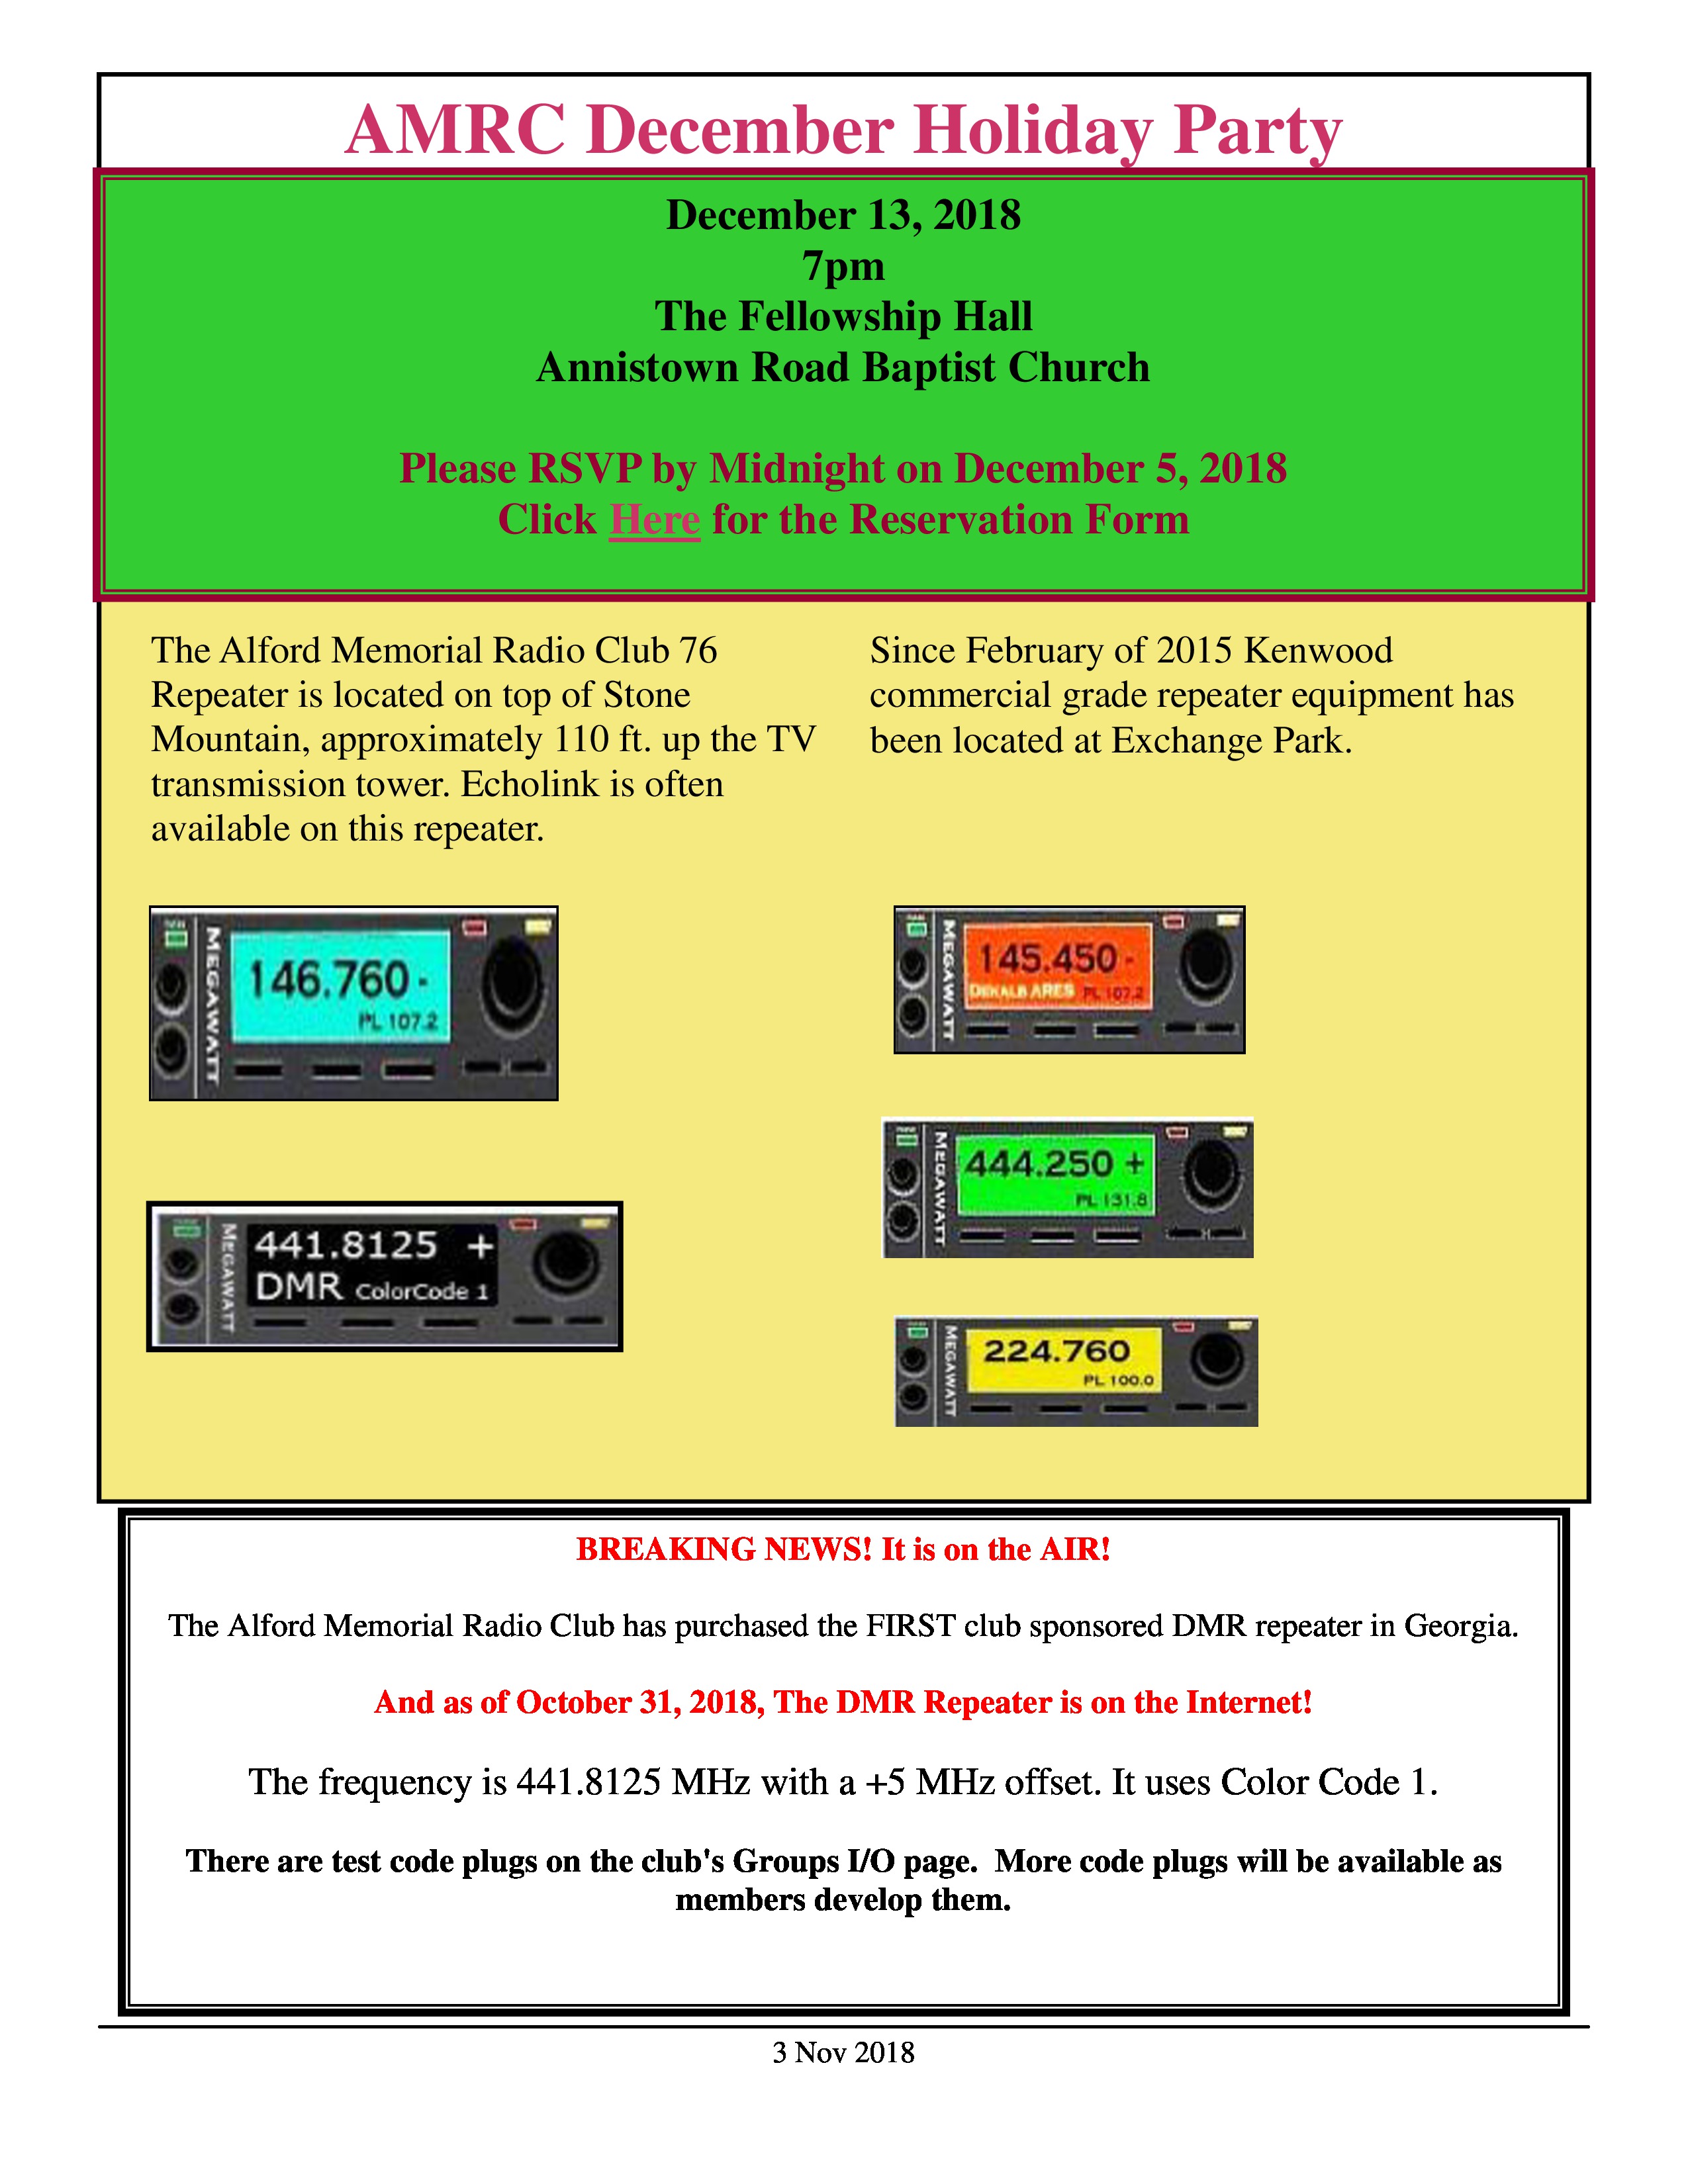 AMRC December Holiday Party
December 13, 2018
7pm
The Fellowship Hall
Annistown Road Baptist Church
Please RSVP by Midnight on December 5, 2018
Click Here for the Reservation Form
The Alford Memorial Radio Club 76
Repeater is located on top of Stone
Mountain, approximately 110 ft. up the TV
transmission tower. Echolink is often
available on this repeater.
Since February of 2015 Kenwood
commercial grade repeater equipment has
been located at Exchange Park.
MEGAWATT
146.760 -
PL 107.2
MEGAWATT
441.8125 +
DMR ColorCode 1
MEGAWATT
145.450 -
DEKALB ARES PL 107.2
MEGAWATT
444.250 +
PL 131.8
MEGAWATT
224.760
PL 100.0
BREAKING NEWS! It is on the AIR!
The Alford Memorial Radio Club has purchased the FIRST club sponsored DMR repeater in Georgia.
And as of October 31, 2018, The DMR Repeater is on the Internet!
The frequency is 441.8125 MHz with a +5 MHz offset. It uses Color Code 1.
There are test code plugs on the club's Groups I/O page.  More code plugs will be available as
members develop them.
3 Nov 2018